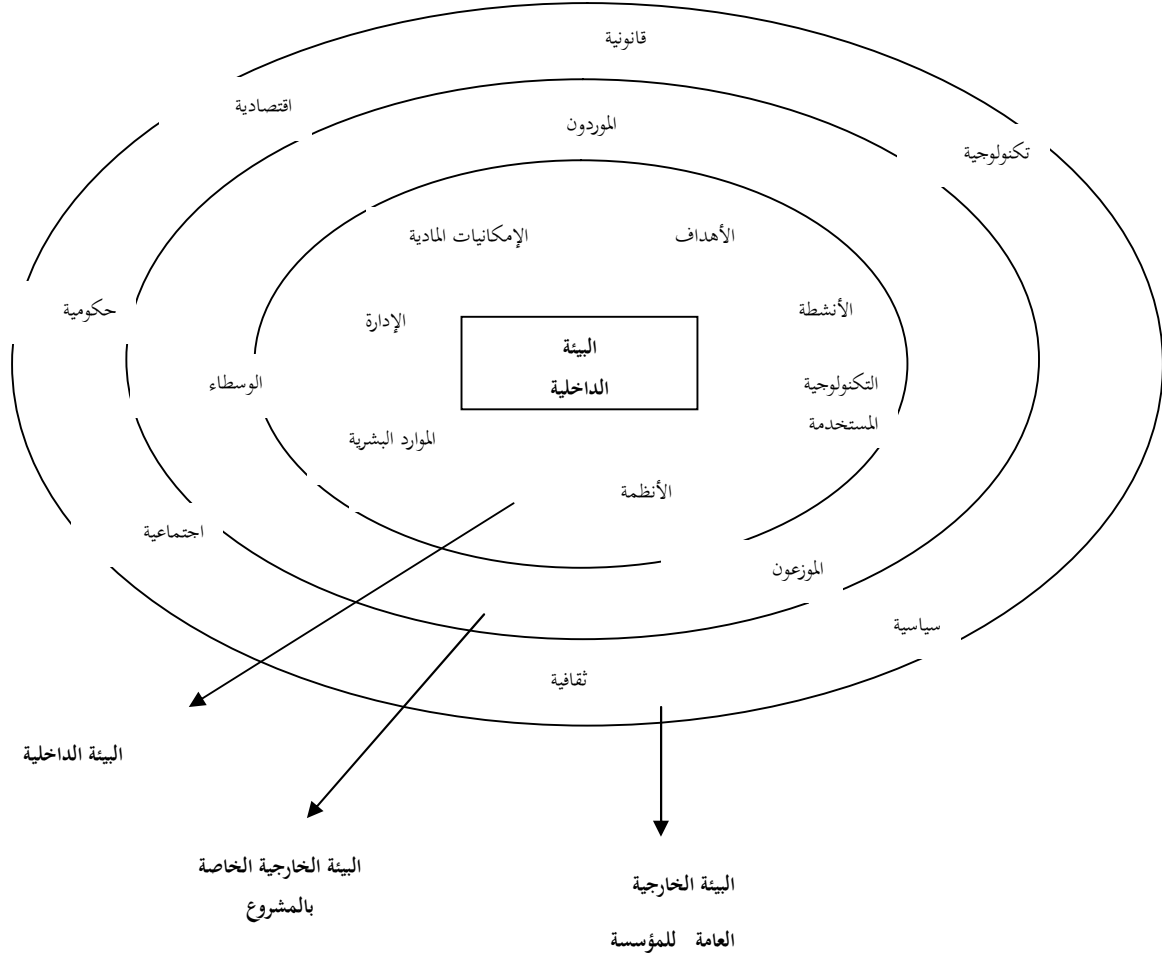 قانونية
اقتصادية
الموردون
تكنولوجية
الأهداف
الإمكانيات المادية
الأنشطة
حكومية
الإدارة
البيئة
الداخلية
التكنولوجية
المستخدمة
الوسطاء
الموارد البشرية
الأنظمة
اجتماعية
الموزعون
سياسية
ثقافية
البيئة الداخلية
البيئة الخارجية الخاصة
بالمشروع
البيئة الخارجية
العامة للمؤسسة